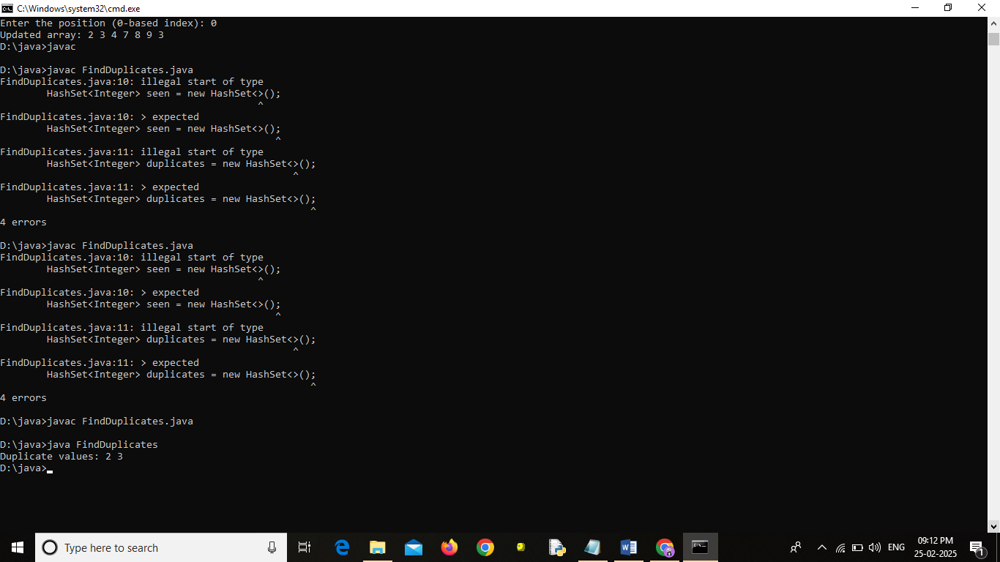 C:\Windows\system32\cmd.exe
Enter the position (0-based index): 0
Updated array: 2 3 4 7 8 9 3
D:\java>javac

D:\java>javac FindDuplicates.java
FindDuplicates.java:10: illegal start of type
        HashSet<Integer> seen = new HashSet<>();
                                            ^
FindDuplicates.java:10: > expected
        HashSet<Integer> seen = new HashSet<>();
                                               ^
FindDuplicates.java:11: illegal start of type
        HashSet<Integer> duplicates = new HashSet<>();
                                                  ^
FindDuplicates.java:11: > expected
        HashSet<Integer> duplicates = new HashSet<>();
                                                     ^
4 errors

D:\java>javac FindDuplicates.java
FindDuplicates.java:10: illegal start of type
        HashSet<Integer> seen = new HashSet<>();
                                            ^
FindDuplicates.java:10: > expected
        HashSet<Integer> seen = new HashSet<>();
                                               ^
FindDuplicates.java:11: illegal start of type
        HashSet<Integer> duplicates = new HashSet<>();
                                                  ^
FindDuplicates.java:11: > expected
        HashSet<Integer> duplicates = new HashSet<>();
                                                     ^
4 errors

D:\java>javac FindDuplicates.java

D:\java>java FindDuplicates
Duplicate values: 2 3
D:\java>
Type here to search
ENG
09:12 PM
25-02-2025
1